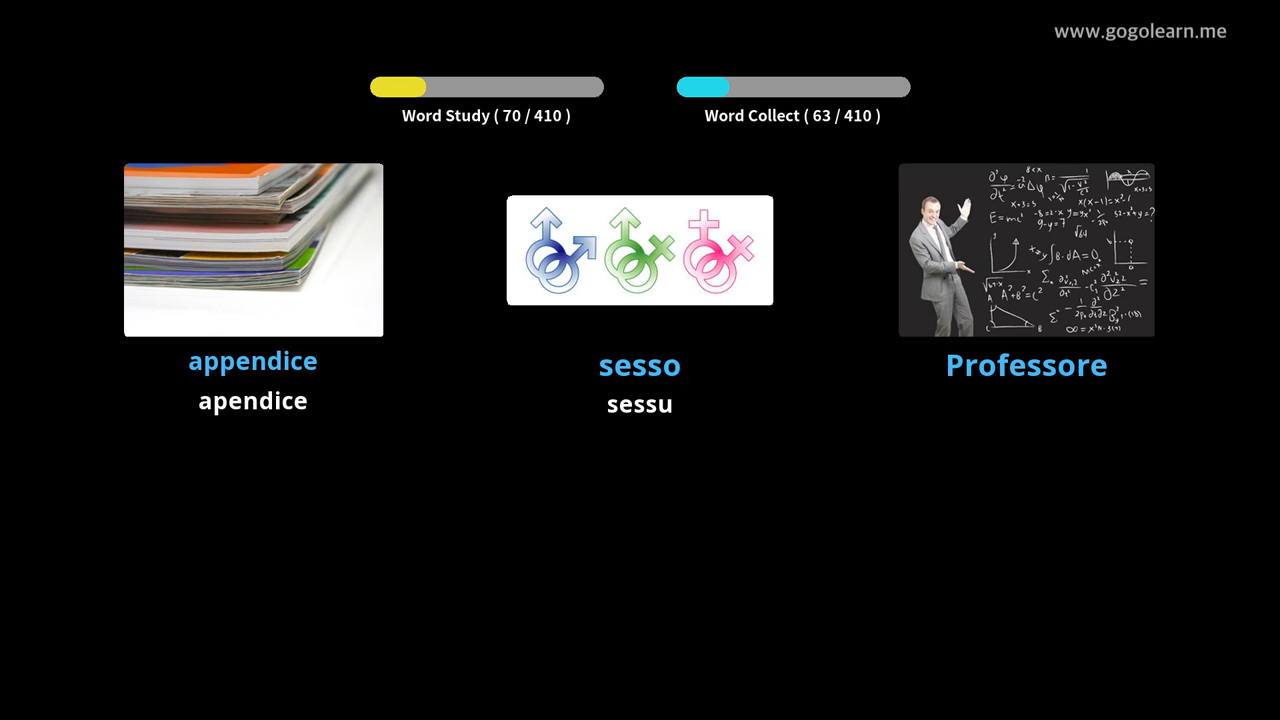 www.gogolearn.me
Word Study ( 70 / 410 )
Word Collect ( 63 / 410 )
appendice
apendice
sesso
sessu
Professore